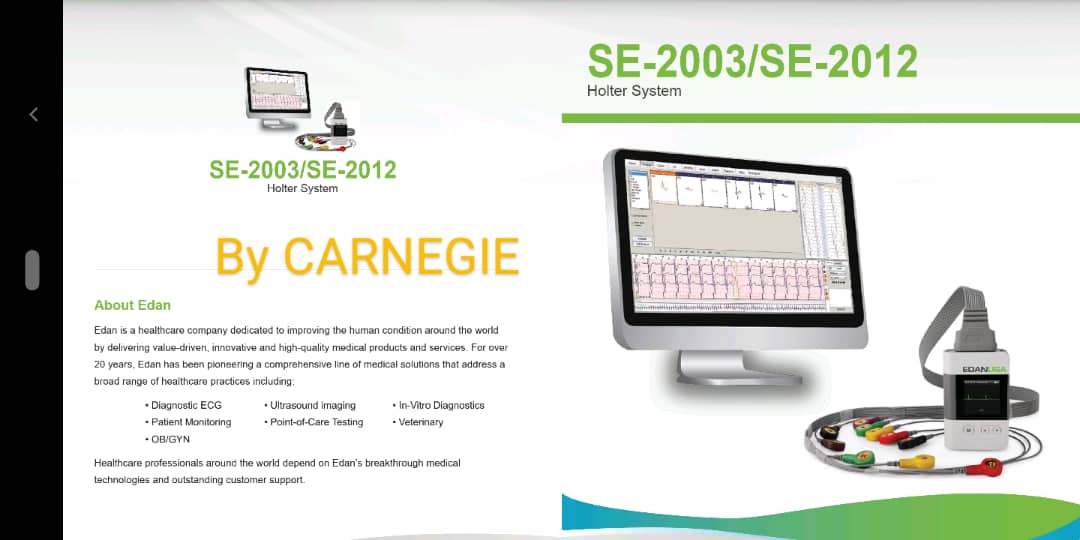 SE-2003/SE-2012
Holter System
By CARNEGIE
About Edan
Edan is a healthcare company dedicated to improving the human condition around the world
by delivering value-driven, innovative and high-quality medical products and services. For over
20 years, Edan has been pioneering a comprehensive line of medical solutions that address a
broad range of healthcare practices including:
• Diagnostic ECG
• Ultrasound Imaging
• In-Vitro Diagnostics
• Patient Monitoring
• Point-of-Care Testing
• Veterinary
• OB/GYN
Healthcare professionals around the world depend on Edan's breakthrough medical
technologies and outstanding customer support.
SE-2003/SE-2012
Holter System
EDANUSA